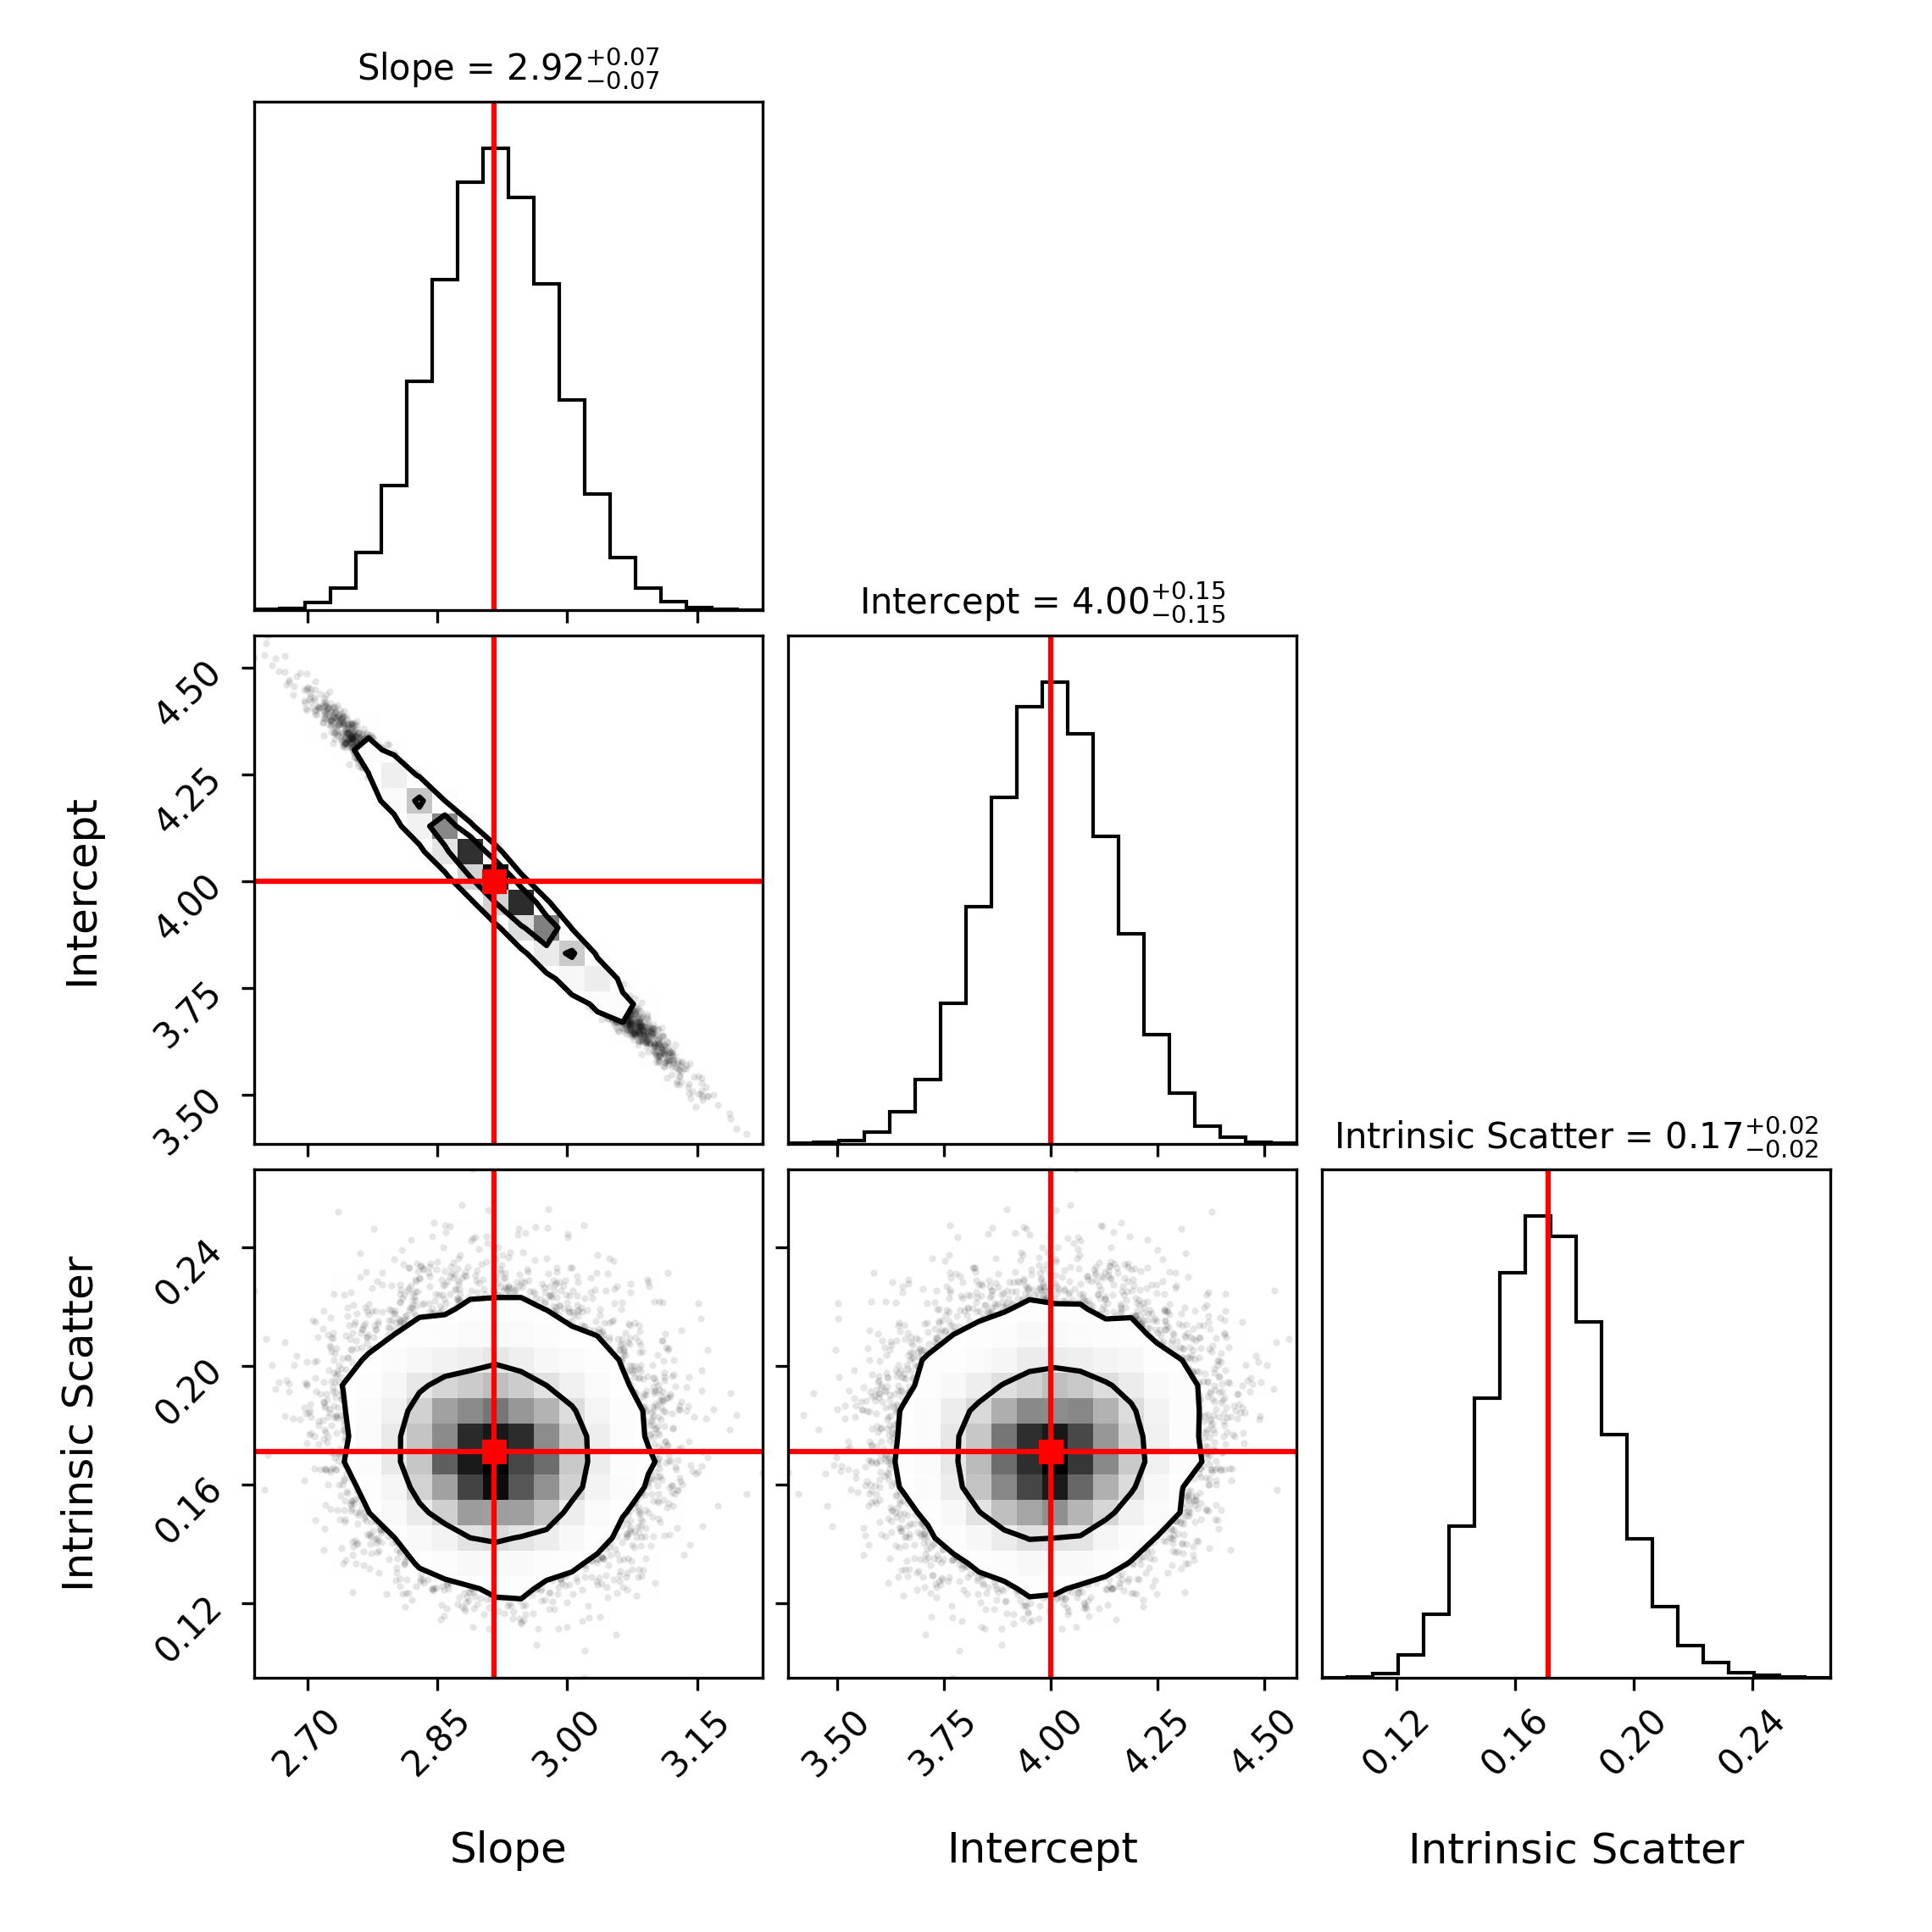 Slope = 2.92^{+0.07}_{−0.07}
Intercept = 4.00^{+0.15}_{−0.15}
4.50
4.25
4.00
3.75
3.50
Intercept
Intrinsic Scatter = 0.17^{+0.02}_{−0.02}
0.24
0.20
0.16
0.12
Intrinsic Scatter
2.70 2.85 3.00 3.15
Slope
3.50 3.75 4.00 4.25 4.50
Intercept
0.12 0.16 0.20 0.24
Intrinsic Scatter